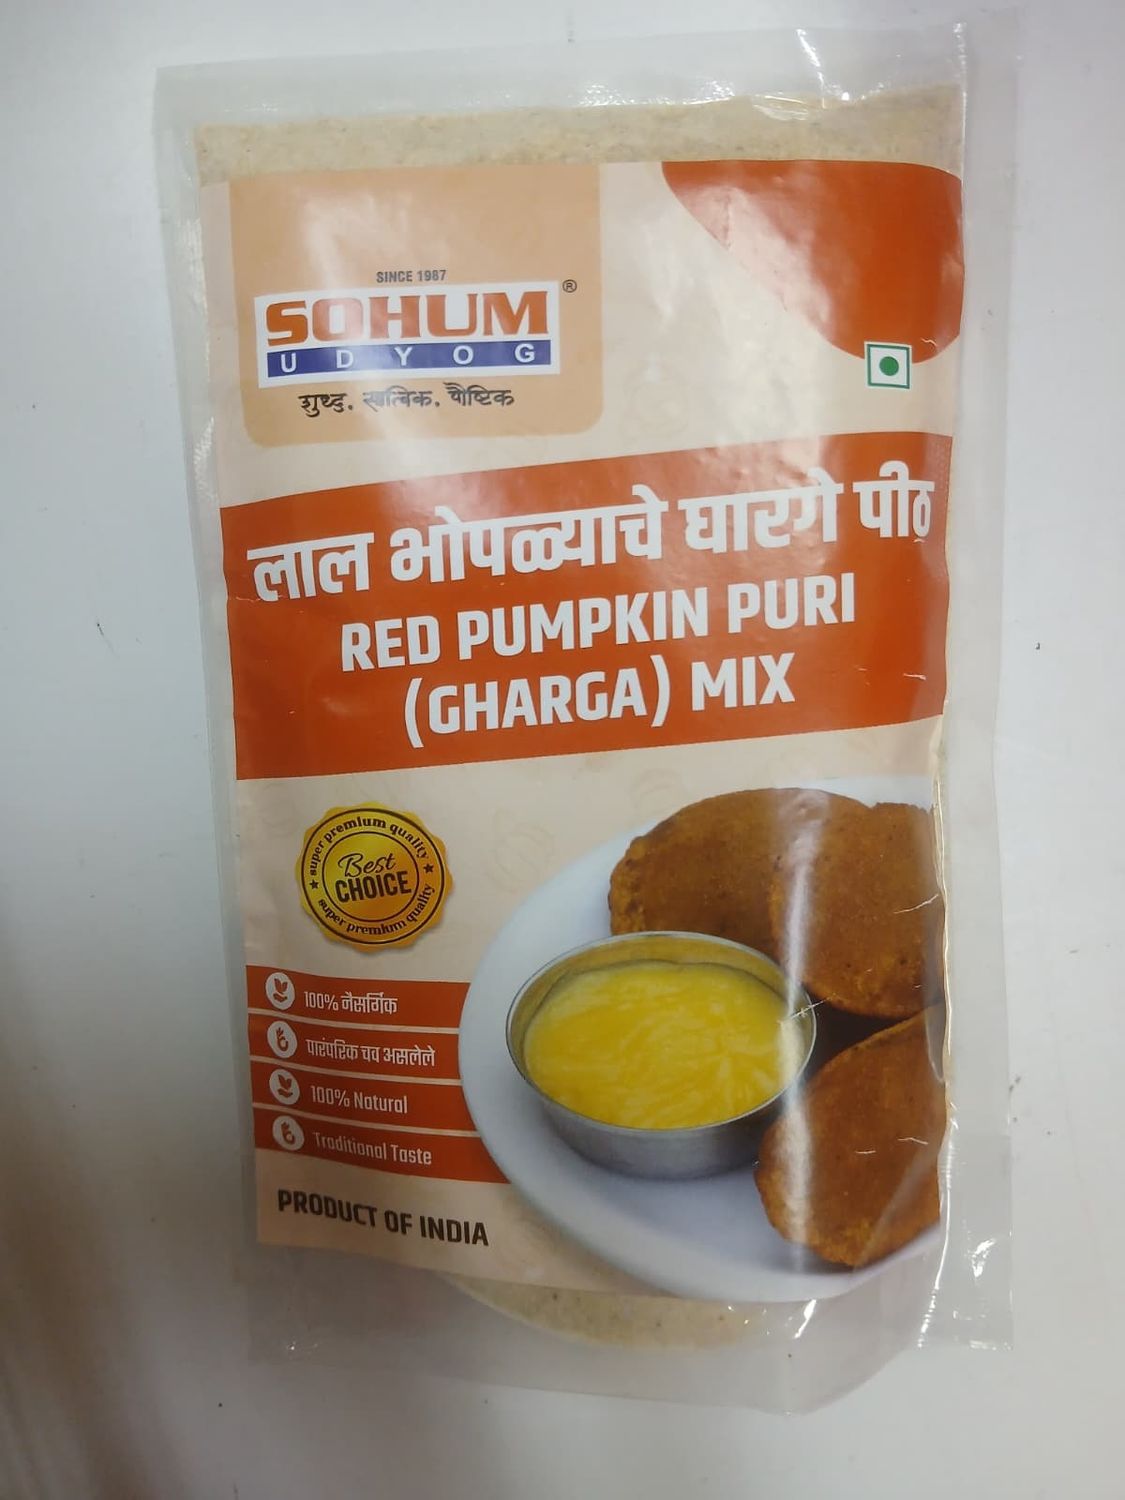 SINCE 1987
SOHUM®
UDYOG
शुध्द. सात्विक. पौष्टिक
लाल भोपळ्याचे घारगे पीठ
RED PUMPKIN PURI
(GHARGA) MIX
super premium quality
Best
CHOICE
super premium quality
100% नैसर्गिक
पारंपरिक चव असलेले
100% Natural
Traditional Taste
PRODUCT OF INDIA